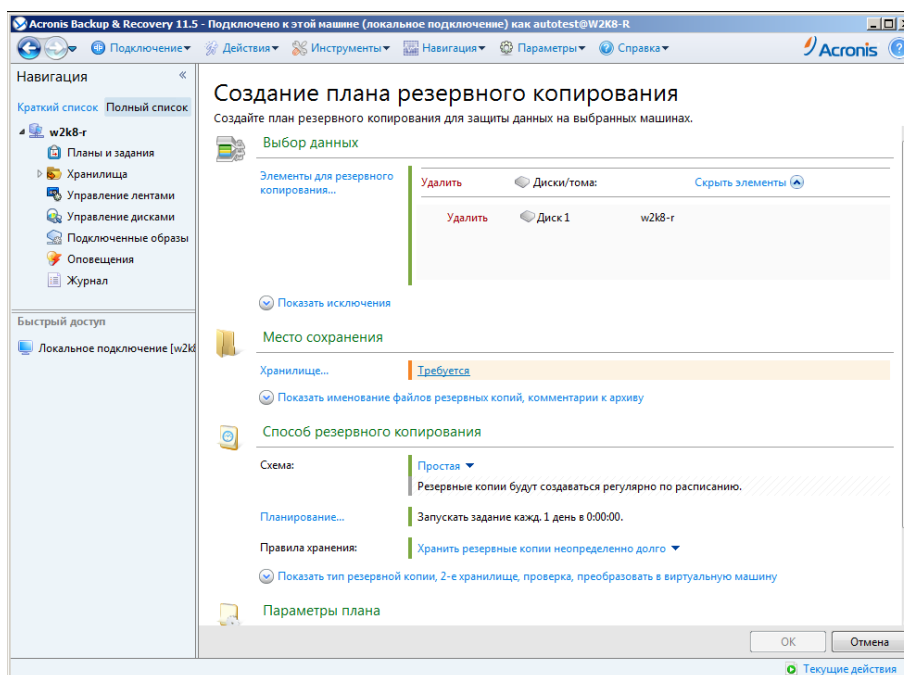 Acronis Backup & Recovery 11.5 - Подключено к этой машине (локальное подключение) как autotest@W2K8-R
Подключение Действия Инструменты Навигация Параметры Справка Acronis ?
Навигация «
Краткий список Полный список
w2k8-r
Планы и задания
Хранилища
Управление лентами
Управление дисками
Подключенные образы
Оповещения
Журнал
Быстрый доступ
Локальное подключение [w2k
Создание плана резервного копирования
Создайте план резервного копирования для защиты данных на выбранных машинах.
Выбор данных
Элементы для резервного
копирования...
Удалить Диски/тома: Скрыть элементы
Удалить Диск 1 w2k8-r
Показать исключения
Место сохранения
Хранилище... Требуется
Показать именование файлов резервных копий, комментарии к архиву
Способ резервного копирования
Схема: Простая
Резервные копии будут создаваться регулярно по расписанию.
Планирование... Запускать задание кажд. 1 день в 0:00:00.
Правила хранения: Хранить резервные копии неопределенно долго
Показать тип резервной копии, 2-е хранилище, проверка, преобразовать в виртуальную машину
Параметры плана
OK Отмена
Текущие действия